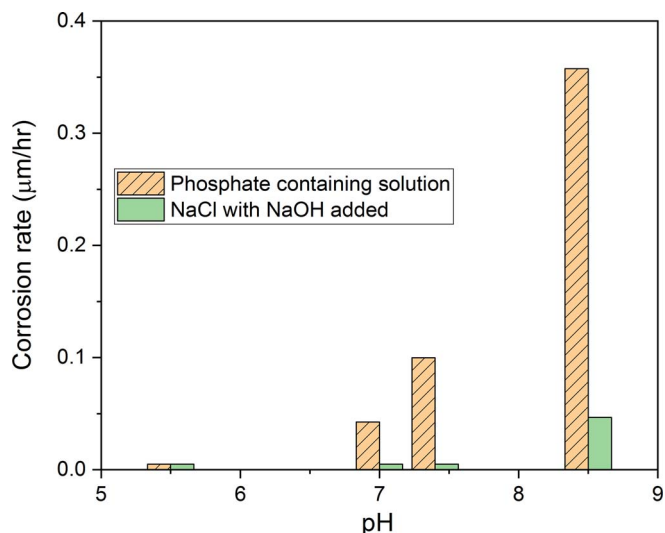 0.4
0.3
0.2
0.1
0.0
Corrosion rate (μm/hr)
Phosphate containing solution
NaCl with NaOH added
5 6 7 8 9
pH